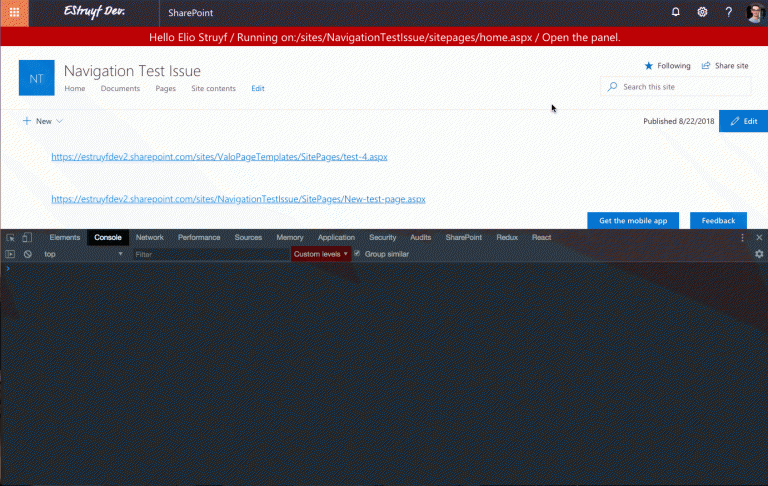 EStruyf Dev. SharePoint ?
Hello Elio Struyf / Running on:/sites/NavigationTestIssue/sitepages/home.aspx / Open the panel.
NT Navigation Test Issue
Following Share site
Home Documents Pages Site contents Edit
Search this site
+ New Published 8/22/2018 Edit
https://estruyfdev2.sharepoint.com/sites/ValoPageTemplates/SitePages/test-4.aspx
https://estruyfdev2.sharepoint.com/sites/NavigationTestIssue/SitePages/New-test-page.aspx
Get the mobile app Feedback
Elements Console Network Performance Sources Memory Application Security Audits SharePoint Redux React
top Filter Custom levels Group similar
>